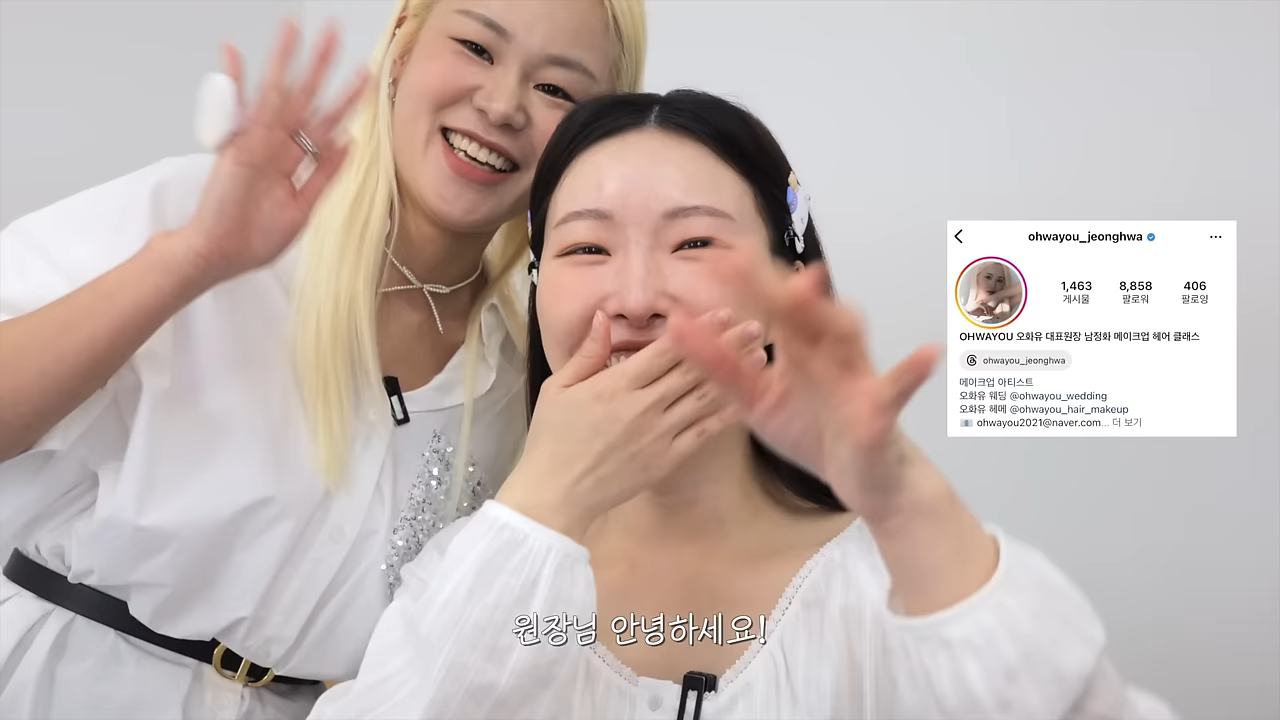 ohwayou_jeonghwa
1,463 8,858 406
게시물 팔로워 팔로잉
OHWAYOU 오화유 대표원장 남정화 메이크업 헤어 클래스
ohwayou_jeonghwa
메이크업 아티스트
오화유 웨딩 @ohwayou_wedding
오화유 헤메 @ohwayou_hair_makeup
ohwayou2021@naver.com... 더 보기
원장님 안녕하세요!